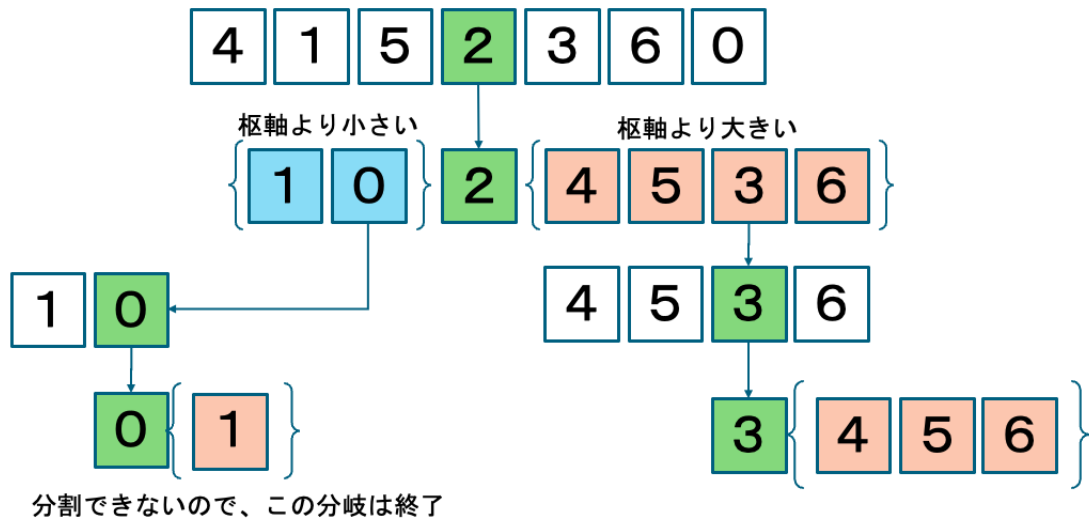 4 1 5 2 3 6 0
枢軸より小さい 枢軸より大きい
{ 1 0 } 2 { 4 5 3 6 }
1 0 4 5 3 6
0 { 1 } 3 { 4 5 6 }
分割できないので、この分岐は終了